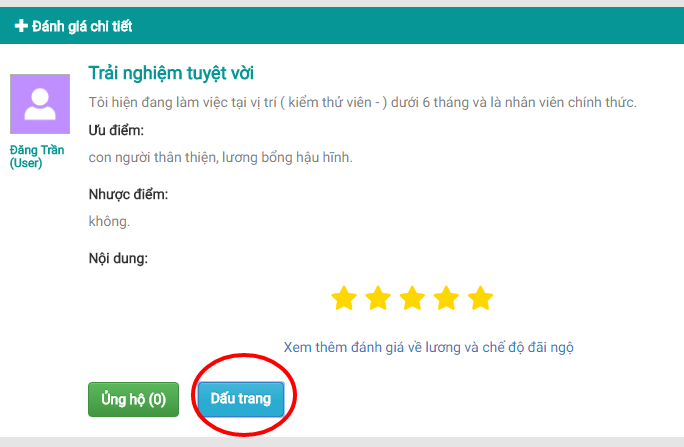 Đánh giá chi tiết
Trải nghiệm tuyệt vời
Tôi hiện đang làm việc tại vị trí ( kiểm thử viên - ) dưới 6 tháng và là nhân viên chính thức.
Ưu điểm:
con người thân thiện, lương bổng hậu hĩnh.
Đăng Trần
(User)
Nhược điểm:
không.
Nội dung:
Xem thêm đánh giá về lương và chế độ đãi ngộ
Ủng hộ (0)
Dấu trang